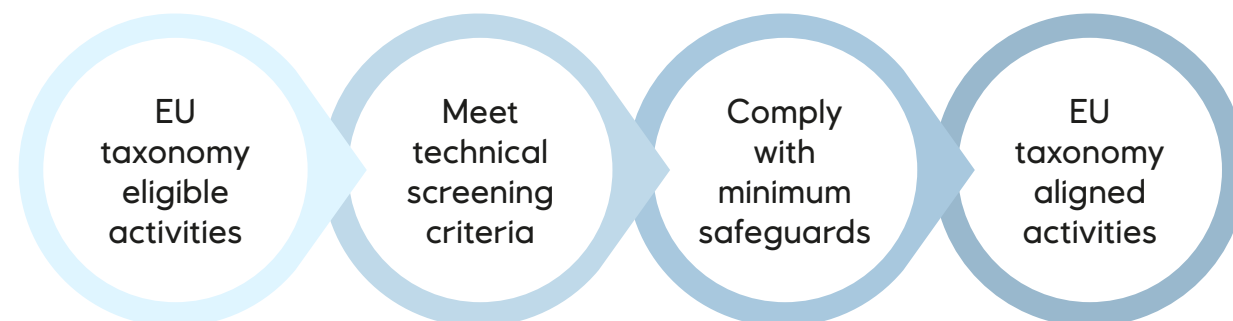 EU
taxonomy
eligible
activities
Meet
technical
screening
criteria
Comply
with
minimum
safeguards
EU
taxonomy
aligned
activities